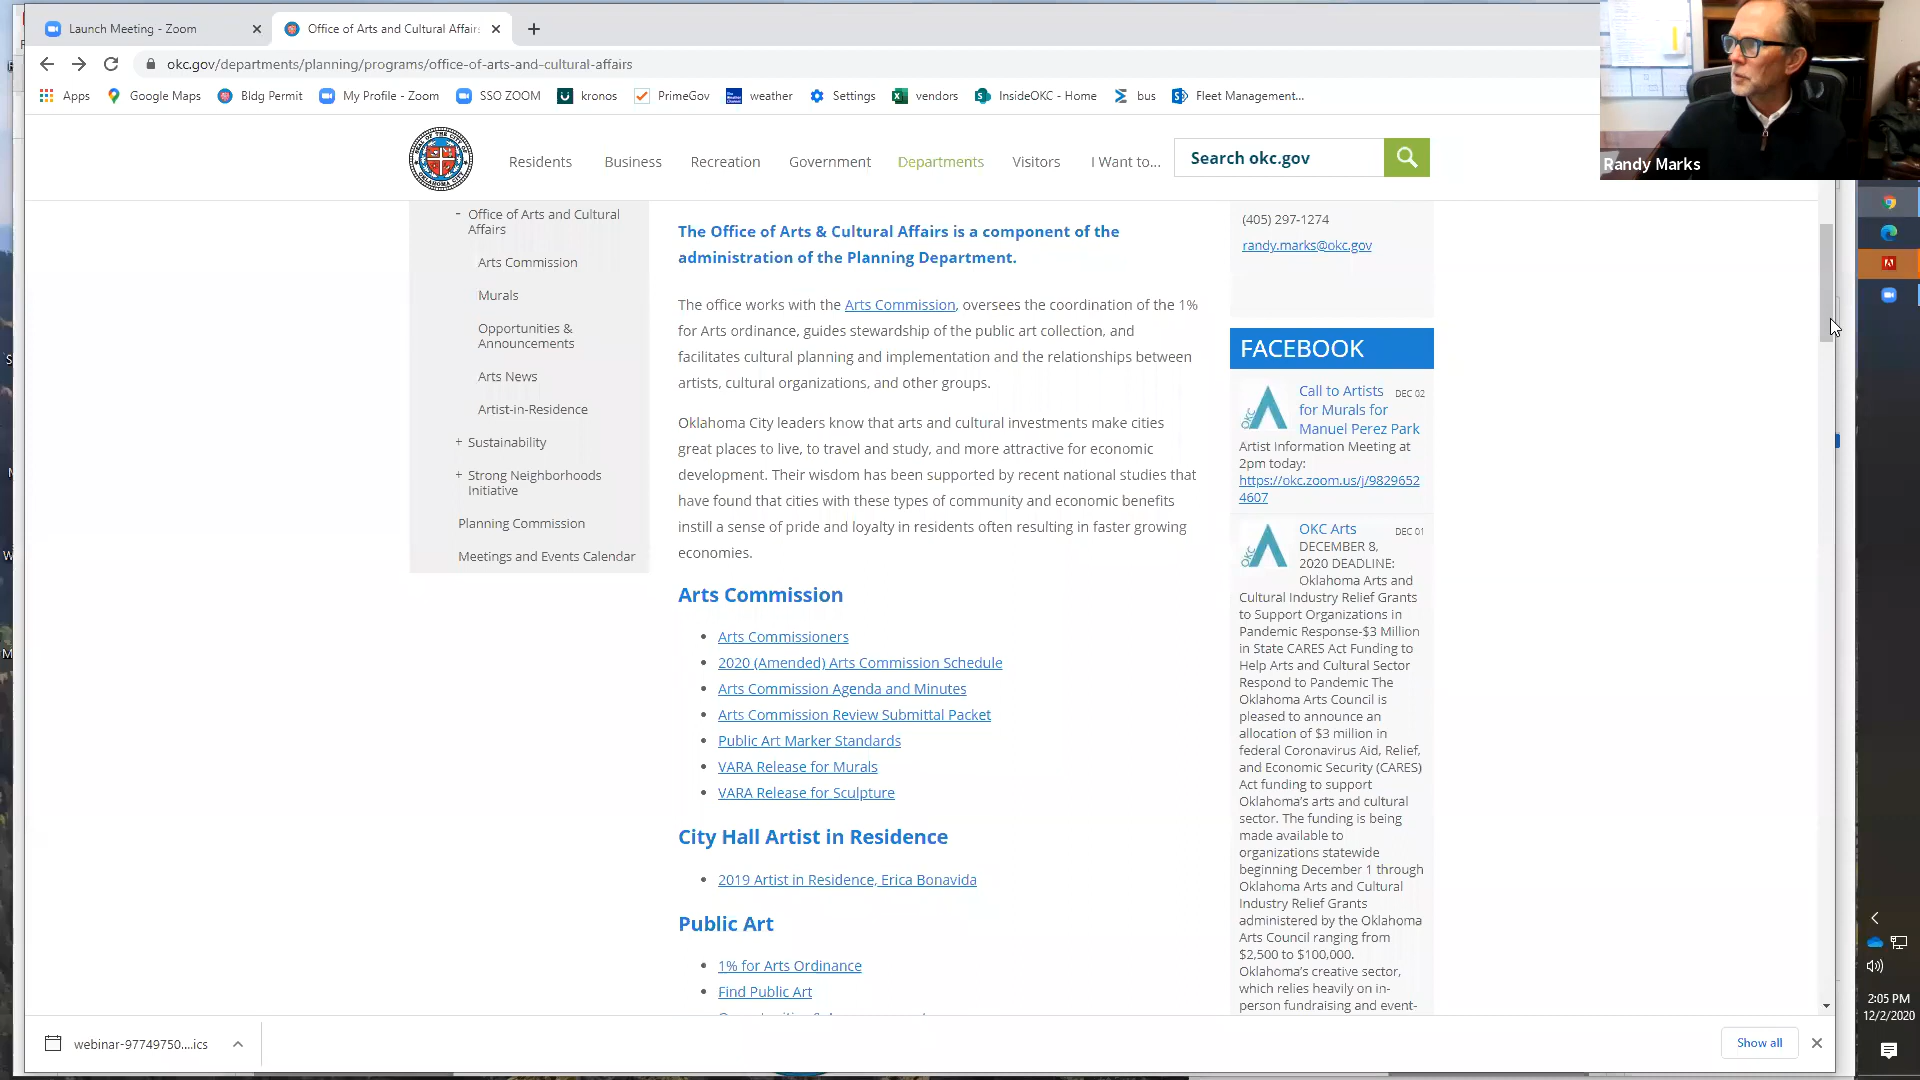 Launch Meeting - Zoom
Office of Arts and Cultural Affairs
okc.gov/departments/planning/programs/office-of-arts-and-cultural-affairs
Apps
Google Maps
Bldg Permit
My Profile - Zoom
SSO ZOOM
kronos
PrimeGov
weather
Settings
vendors
InsideOKC - Home
bus
Fleet Management...
Randy Marks
Residents
Business
Recreation
Government
Departments
Visitors
I Want to...
Search okc.gov
- Office of Arts and Cultural
Affairs
Arts Commission
Murals
Opportunities &
Announcements
Arts News
Artist-in-Residence
+ Sustainability
+ Strong Neighborhoods
Initiative
Planning Commission
Meetings and Events Calendar
The Office of Arts & Cultural Affairs is a component of the
administration of the Planning Department.
The office works with the Arts Commission, oversees the coordination of the 1%
for Arts ordinance, guides stewardship of the public art collection, and
facilitates cultural planning and implementation and the relationships between
artists, cultural organizations, and other groups.
Oklahoma City leaders know that arts and cultural investments make cities
great places to live, to travel and study, and more attractive for economic
development. Their wisdom has been supported by recent national studies that
have found that cities with these types of community and economic benefits
instill a sense of pride and loyalty in residents often resulting in faster growing
economies.
Arts Commission
• Arts Commissioners
• 2020 (Amended) Arts Commission Schedule
• Arts Commission Agenda and Minutes
• Arts Commission Review Submittal Packet
• Public Art Marker Standards
• VARA Release for Murals
• VARA Release for Sculpture
City Hall Artist in Residence
• 2019 Artist in Residence, Erica Bonavida
Public Art
• 1% for Arts Ordinance
• Find Public Art
(405) 297-1274
randy.marks@okc.gov
FACEBOOK
Call to Artists
for Murals for
Manuel Perez Park
DEC 02
Artist Information Meeting at
2pm today:
https://okc.zoom.us/j/9829652
4607
OKC Arts
DEC 01
DECEMBER 8,
2020 DEADLINE:
Oklahoma Arts and
Cultural Industry Relief Grants
to Support Organizations in
Pandemic Response-$3 Million
in State CARES Act Funding to
Help Arts and Cultural Sector
Respond to Pandemic The
Oklahoma Arts Council is
pleased to announce an
allocation of $3 million in
federal Coronavirus Aid, Relief,
and Economic Security (CARES)
Act funding to support
Oklahoma's arts and cultural
sector. The funding is being
made available to
organizations statewide
beginning December 1 through
Oklahoma Arts and Cultural
Industry Relief Grants
administered by the Oklahoma
Arts Council ranging from
$2,500 to $100,000.
Oklahoma's creative sector,
which relies heavily on in-
person fundraising and event-
webinar-97749750....ics
Show all
2:05 PM
12/2/2020